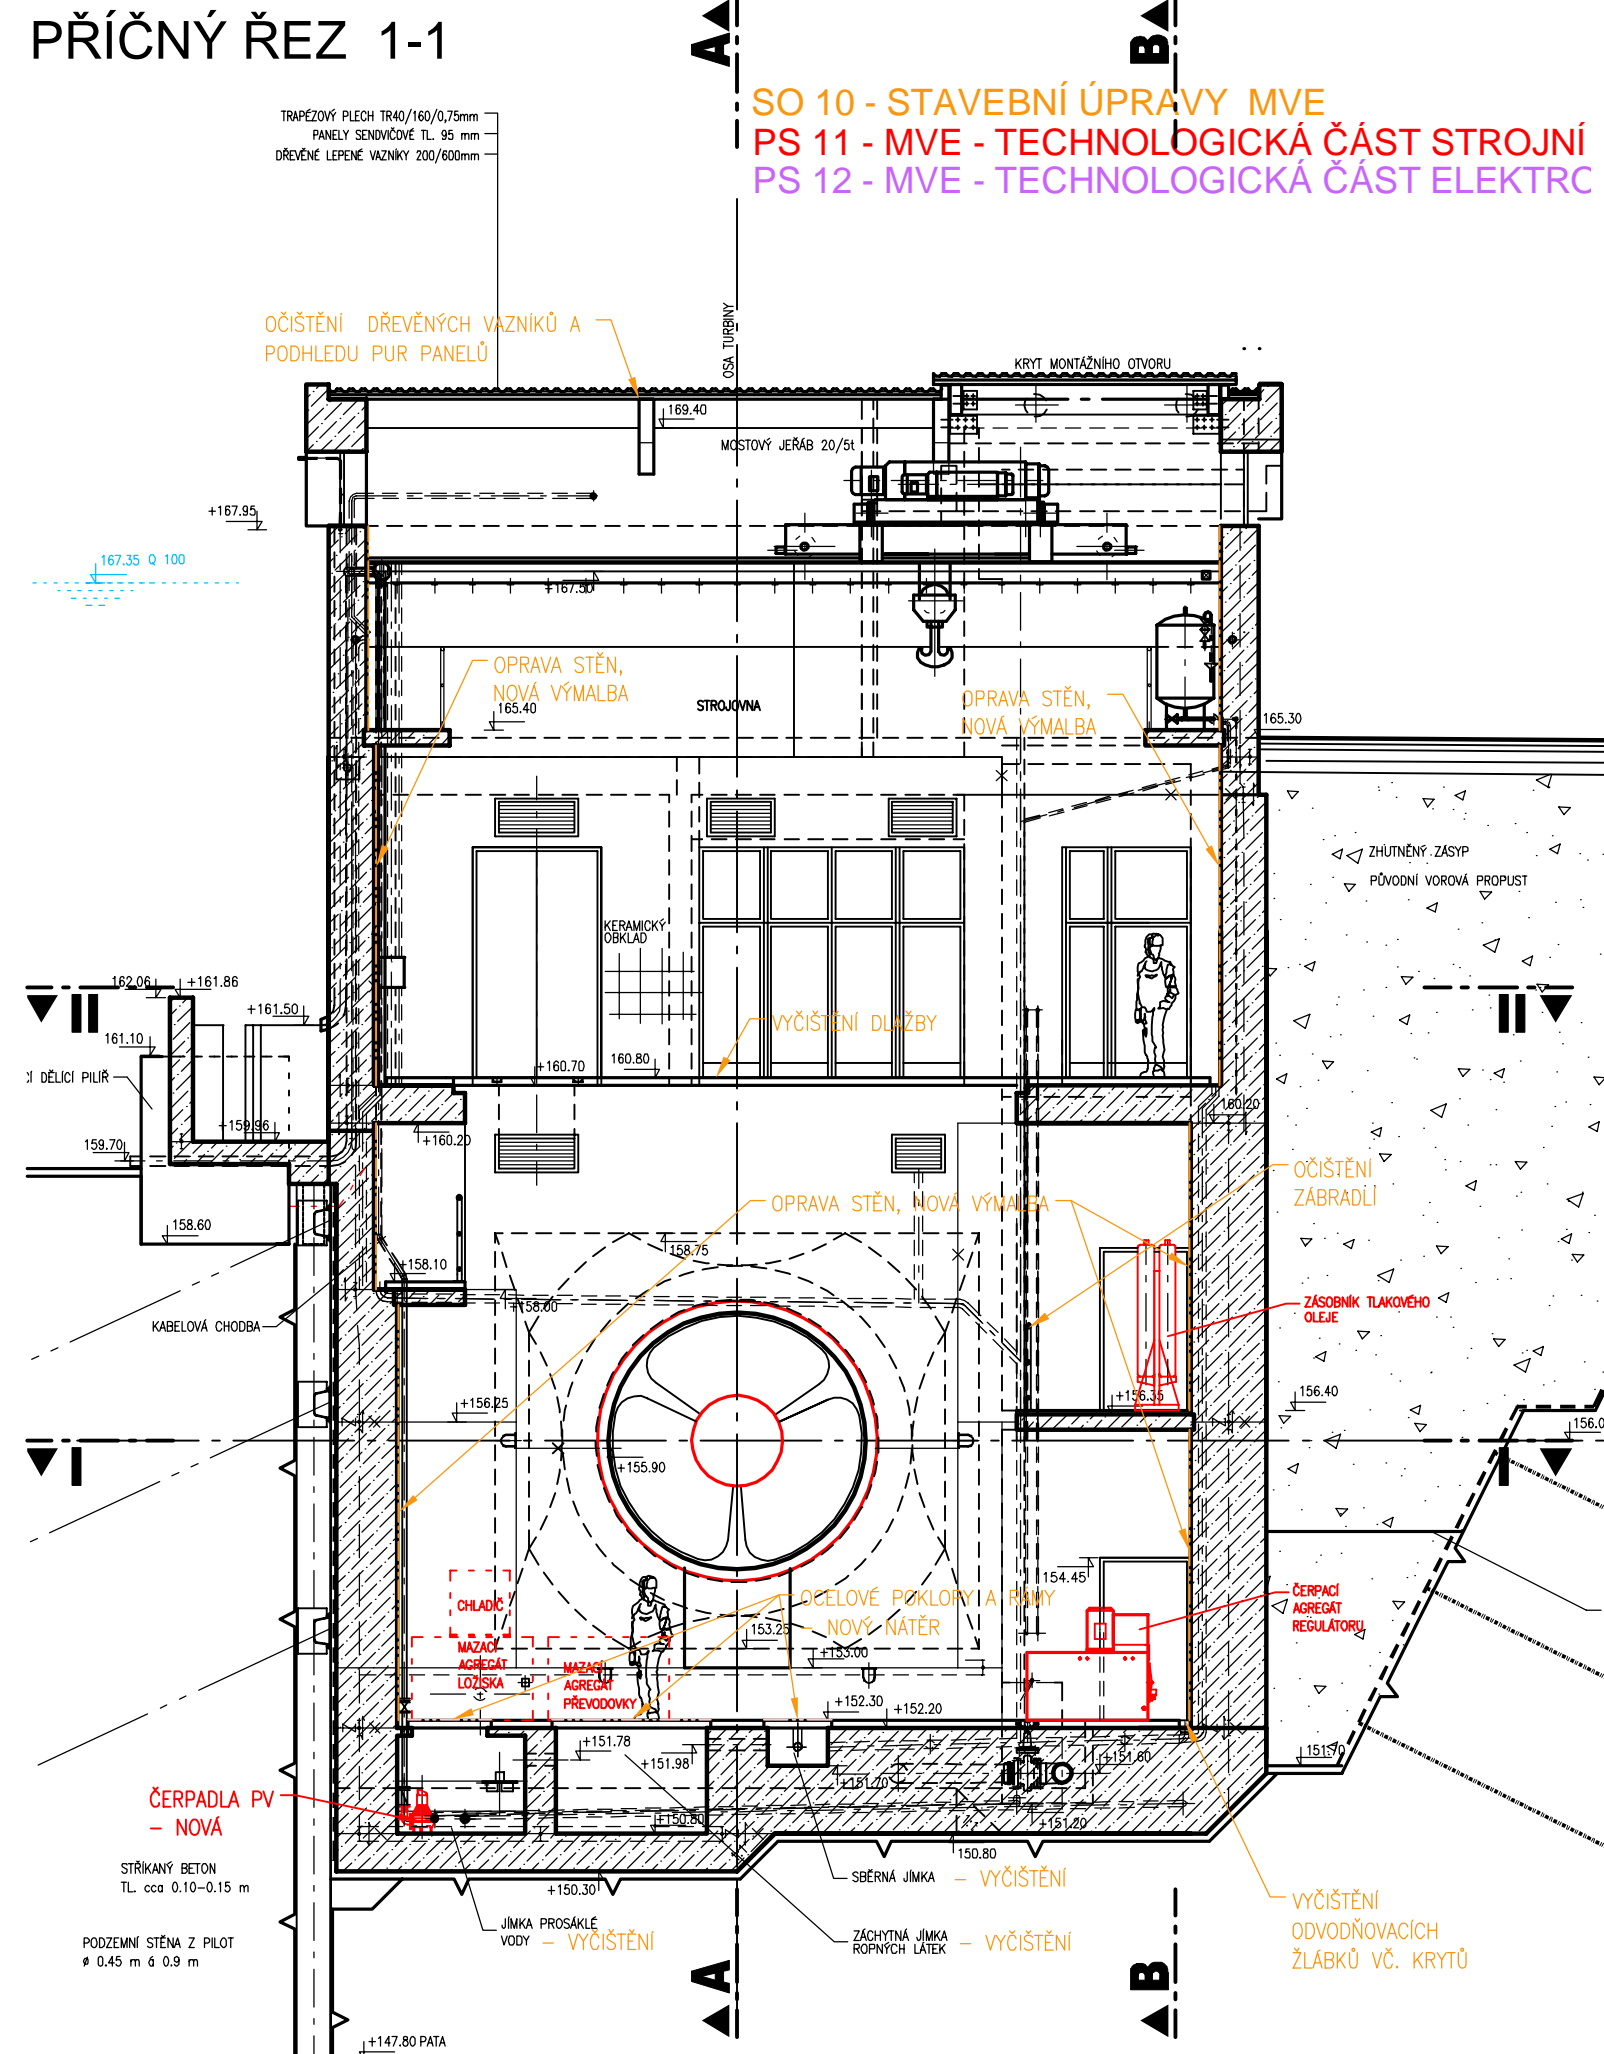 PŘÍČNÝ ŘEZ 1-1
A
B
SO 10 - STAVEBNÍ ÚPRAVY MVE
PS 11 - MVE - TECHNOLOGICKÁ ČÁST STROJNÍ
PS 12 - MVE - TECHNOLOGICKÁ ČÁST ELEKTRO
TRAPÉZOVÝ PLECH TR40/160/0,75mm
PANELY SENDVIČOVÉ TL. 95 mm
DŘEVĚNÉ LEPENÉ VAZNÍKY 200/600mm
OČIŠTĚNÍ DŘEVĚNÝCH VAZNÍKŮ A
PODHLEDU PUR PANELŮ
OSA TURBINY
KRYT MONTÁŽNÍHO OTVORU
169.40
MOSTOVÝ JEŘÁB 20/5t
+167.95
167.35 Q 100
+167.50
OPRAVA STĚN,
NOVÁ VÝMALBA
165.40
STROJOVNA
OPRAVA STĚN,
NOVÁ VÝMALBA
165.30
ZHUTNĚNÝ ZÁSYP
PŮVODNÍ VOROVÁ PROPUST
KERAMICKÝ
OBKLAD
162.06
+161.86
+161.50
II
II
161.10
VYČIŠTĚNÍ DLAŽBY
+160.70
160.80
ČÍ DĚLÍCÍ PILÍŘ
+159.96
+160.20
160.20
159.70
OČIŠTĚNÍ
ZÁBRADLÍ
OPRAVA STĚN, NOVÁ VÝMALBA
158.60
158.75
+158.10
+158.00
KABELOVÁ CHODBA
ZÁSOBNÍK TLAKOVÉHO
OLEJE
+156.25
+156.35
156.40
156.0
I
I
+155.90
154.45
CHLADIČ
OCELOVÉ POKLOPY A RÁMY
– NOVÝ NÁTĚR
ČERPACÍ
AGREGÁT
REGULÁTORU
MAZACÍ
AGREGÁT
LOŽISKA
MAZACÍ
AGREGÁT
PŘEVODOVKY
153.25
+153.00
+152.30
+152.20
+151.78
+151.98
+151.70
+151.60
151.70
ČERPADLA PV
– NOVÁ
+150.80
+151.20
150.80
STŘÍKANÝ BETON
TL. cca 0.10–0.15 m
+150.30
SBĚRNÁ JÍMKA – VYČIŠTĚNÍ
JÍMKA PROSÁKLÉ
VODY – VYČIŠTĚNÍ
ZÁCHYTNÁ JÍMKA
ROPNÝCH LÁTEK – VYČIŠTĚNÍ
VYČIŠTĚNÍ
ODVODŇOVACÍCH
ŽLÁBKŮ VČ. KRYTŮ
PODZEMNÍ STĚNA Z PILOT
ø 0.45 m á 0.9 m
A
B
+147.80 PATA